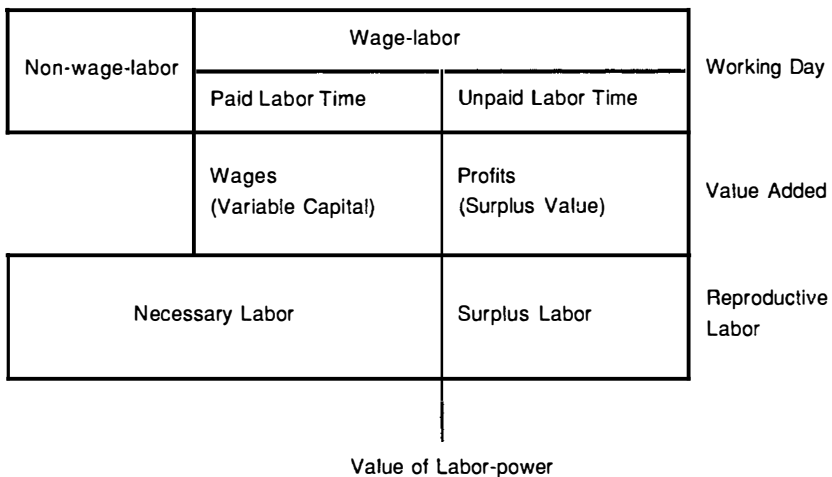 Wage-labor
Non-wage-labor
Working Day
Paid Labor Time
Unpaid Labor Time
Wages
(Variable Capital)
Profits
(Surplus Value)
Value Added
Necessary Labor
Surplus Labor
Reproductive
Labor
Value of Labor-power